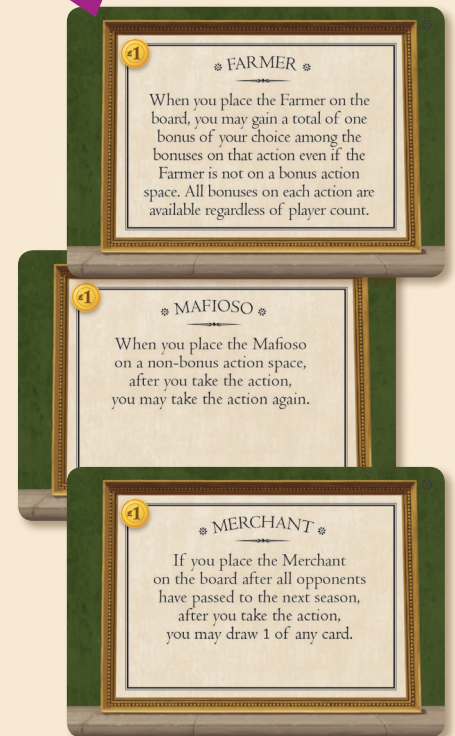 1
FARMER
When you place the Farmer on the
board, you may gain a total of one
bonus of your choice among the
bonuses on that action even if the
Farmer is not on a bonus action
space. All bonuses on each action are
available regardless of player count.
1
MAFIOSO
When you place the Mafioso
on a non-bonus action space,
after you take the action,
you may take the action again.
1
MERCHANT
If you place the Merchant
on the board after all opponents
have passed to the next season,
after you take the action,
you may draw 1 of any card.